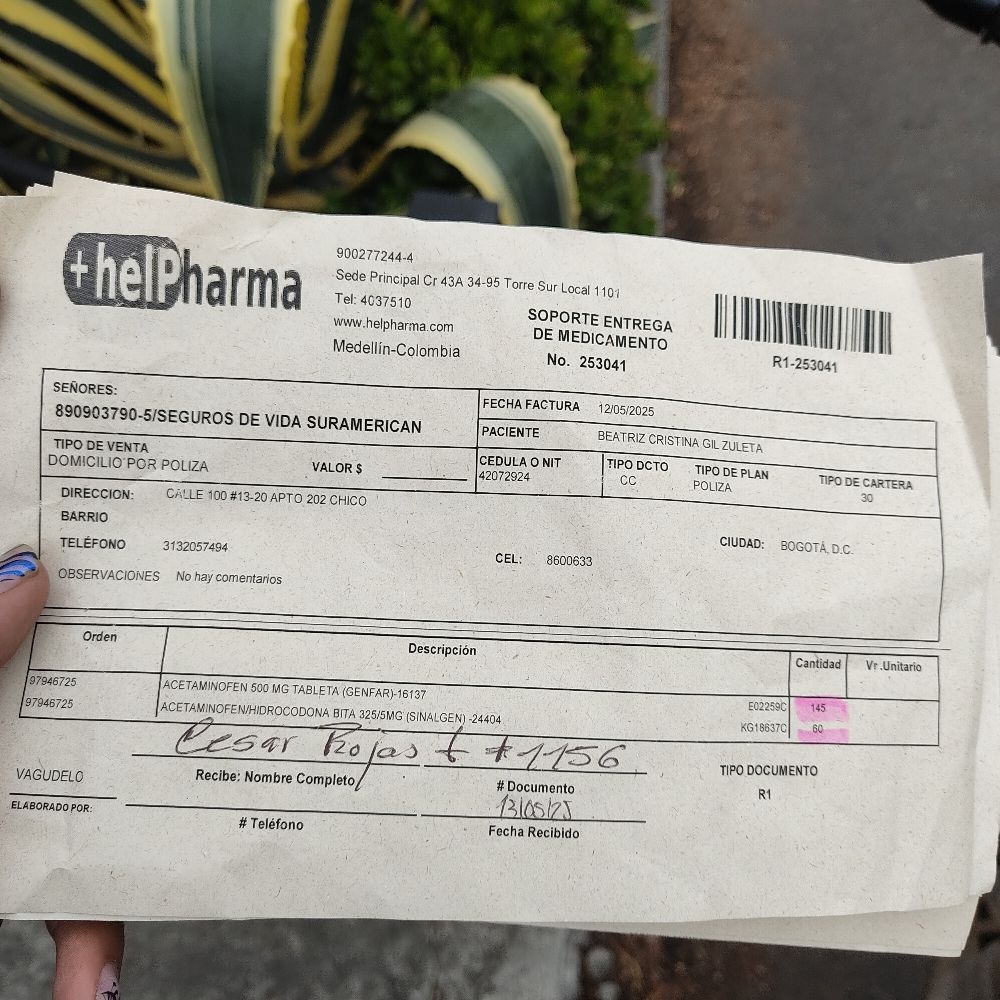 +helPharma
900277244-4
Sede Principal Cr 43A 34-95 Torre Sur Local 1101
Tel: 4037510
www.helpharma.com
Medellín-Colombia
SOPORTE ENTREGA
DE MEDICAMENTO
No. 253041
R1-253041
SEÑORES:
890903790-5/SEGUROS DE VIDA SURAMERICAN
FECHA FACTURA 12/05/2025
PACIENTE BEATRIZ CRISTINA GIL ZULETA
TIPO DE VENTA
DOMICILIO POR POLIZA
VALOR $
CEDULA O NIT
42072924
TIPO DCTO
CC
TIPO DE PLAN
POLIZA
TIPO DE CARTERA
30
DIRECCION: CALLE 100 #13-20 APTO 202 CHICO
BARRIO
TELÉFONO 3132057494
CEL: 8600633
CIUDAD: BOGOTÁ, D.C.
OBSERVACIONES No hay comentarios
Orden Descripción Cantidad Vr .Unitario
97946725 ACETAMINOFEN 500 MG TABLETA (GENFAR)-16137 E02259C 145
97946725 ACETAMINOFEN/HIDROCODONA BITA 325/5MG (SINALGEN) -24404 KG18637C 60
Cesar Rojas #1156
VAGUDELO
Recibe: Nombre Completo
# Documento
TIPO DOCUMENTO
R1
13/05/25
ELABORADO POR:
# Teléfono
Fecha Recibido